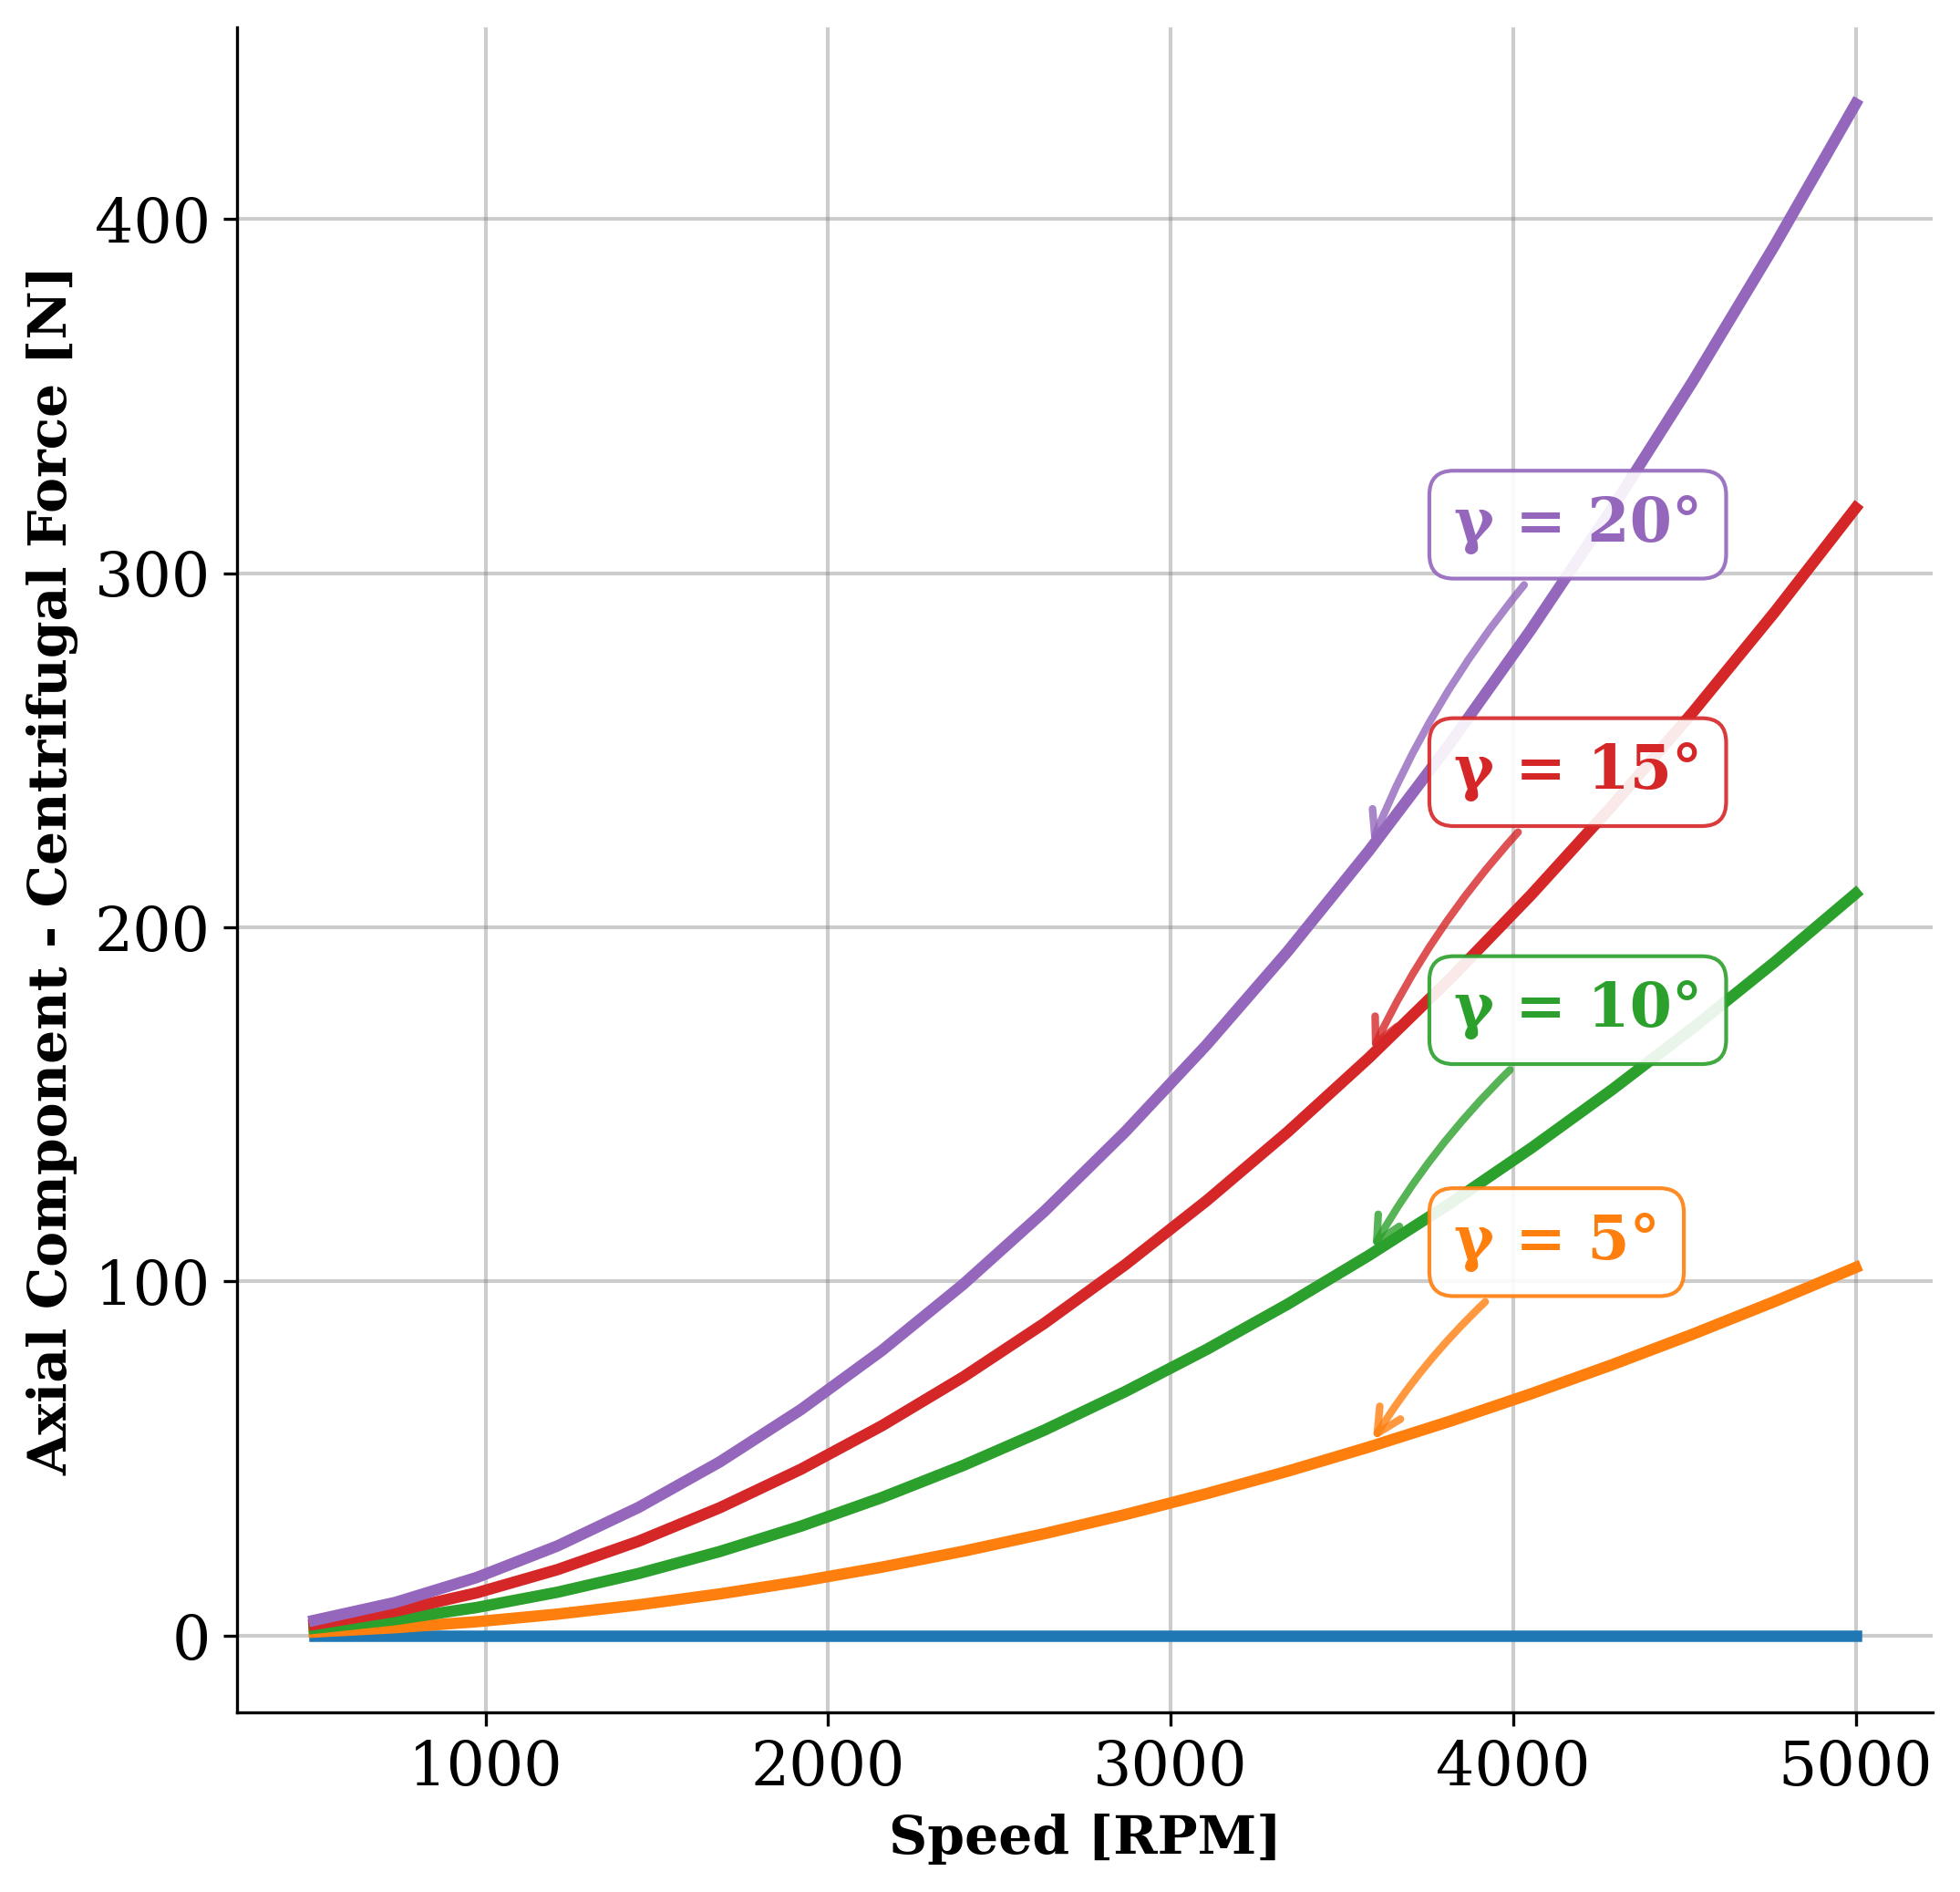 Axial Component - Centrifugal Force [N]
400
300
200
100
0
γ = 20°
γ = 15°
γ = 10°
γ = 5°
1000 2000 3000 4000 5000
Speed [RPM]